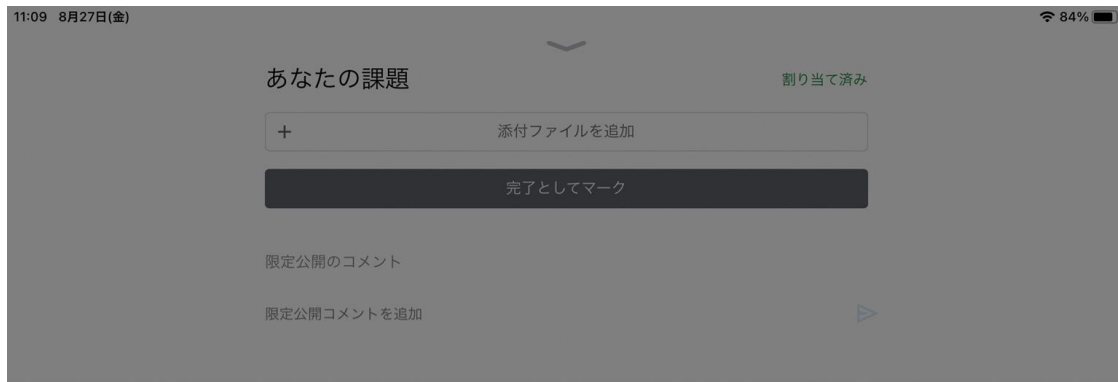 11:09 8月27日(金)
84%
あなたの課題
割り当て済み
+ 添付ファイルを追加
完了としてマーク
限定公開のコメント
限定公開コメントを追加